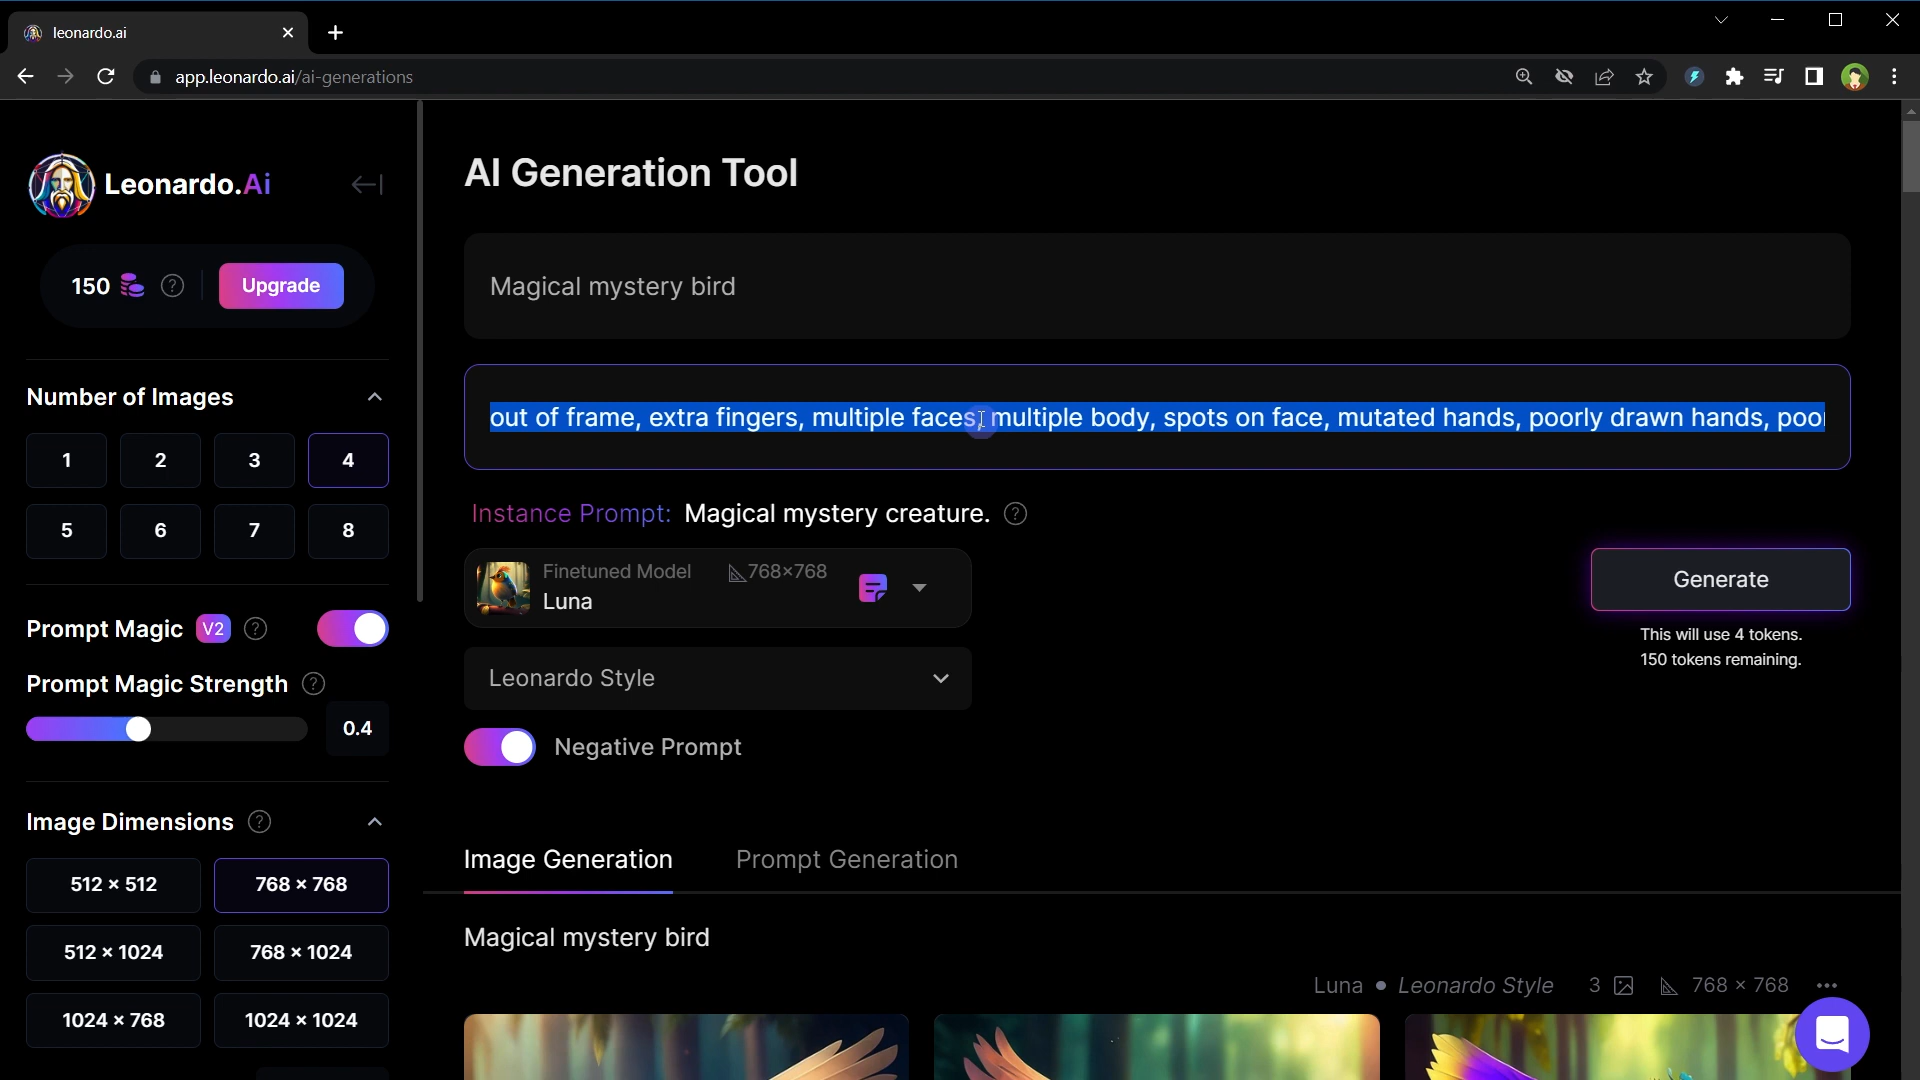 leonardo.ai
app.leonardo.ai/ai-generations
Leonardo.Ai
150
Upgrade
Number of Images
1 2 3 4
5 6 7 8
Prompt Magic V2
Prompt Magic Strength
0.4
Image Dimensions
512 × 512 768 × 768
512 × 1024 768 × 1024
1024 × 768 1024 × 1024
AI Generation Tool
Magical mystery bird
out of frame, extra fingers, multiple faces, multiple body, spots on face, mutated hands, poorly drawn hands, poor
Instance Prompt: Magical mystery creature.
Finetuned Model 768×768
Luna
Leonardo Style
Negative Prompt
Generate
This will use 4 tokens.
150 tokens remaining.
Image Generation Prompt Generation
Magical mystery bird
Luna • Leonardo Style 3 768 × 768